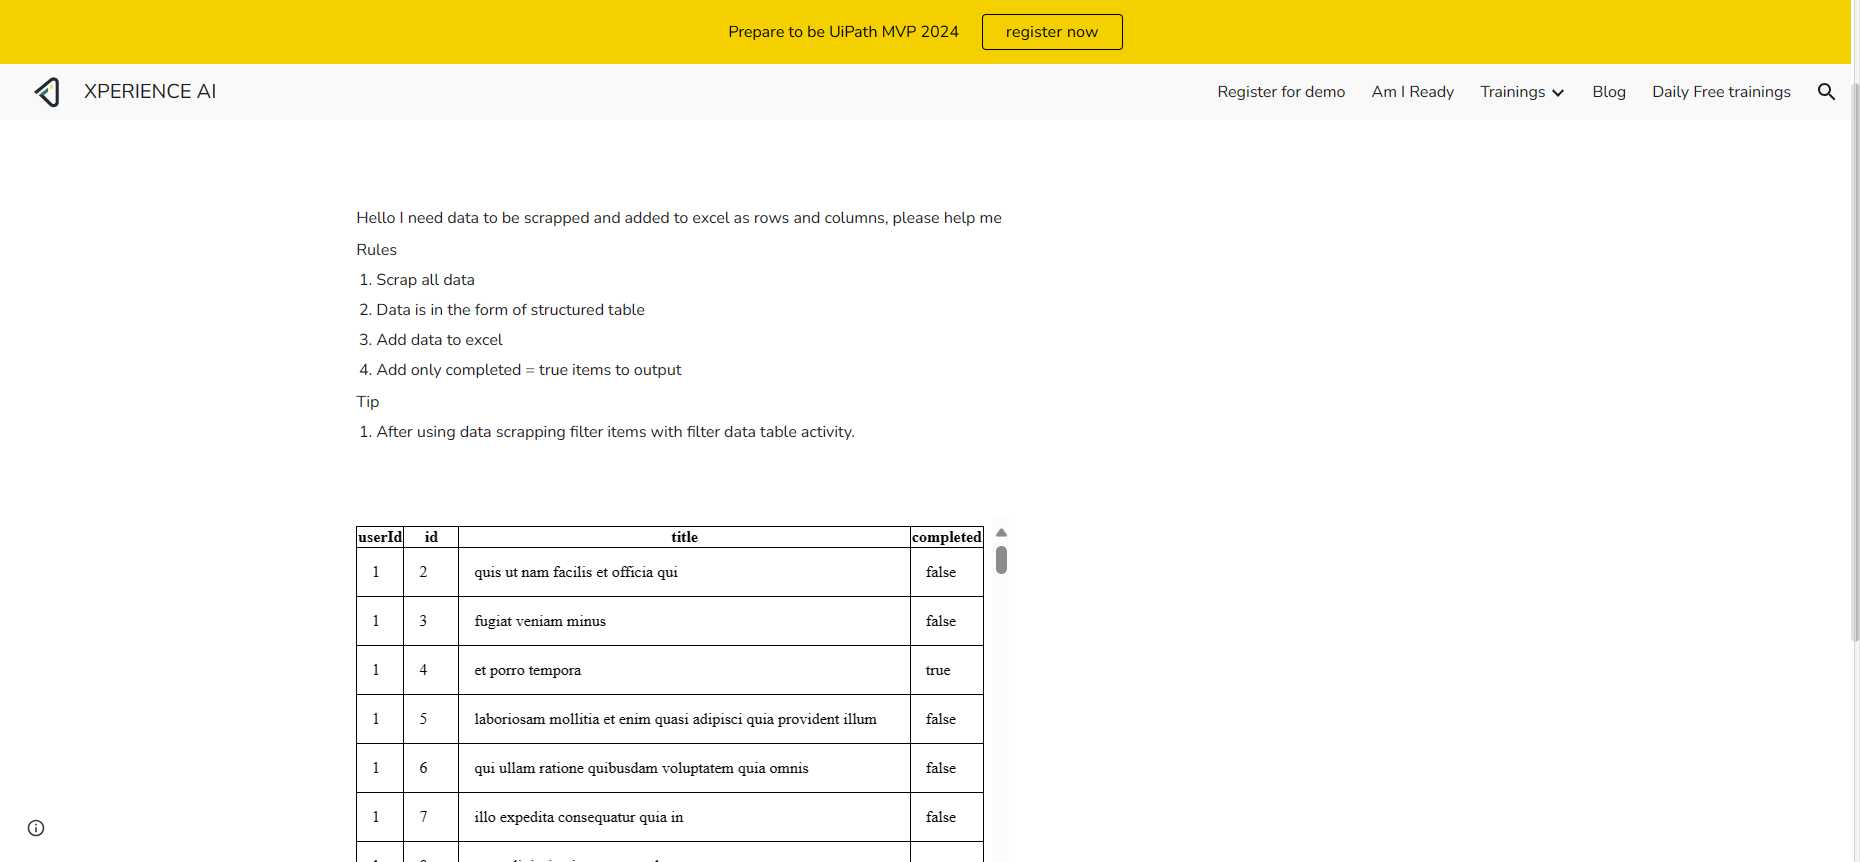 Prepare to be UiPath MVP 2024 register now
XPERIENCE AI Register for demo Am I Ready Trainings Blog Daily Free trainings
Hello I need data to be scrapped and added to excel as rows and columns, please help me
Rules
1. Scrap all data
2. Data is in the form of structured table
3. Add data to excel
4. Add only completed = true items to output
Tip
1. After using data scrapping filter items with filter data table activity.
userId id title completed
1 2 quis ut nam facilis et officia qui false
1 3 fugiat veniam minus false
1 4 et porro tempora true
1 5 laboriosam mollitia et enim quasi adipisci quia provident illum false
1 6 qui ullam ratione quibusdam voluptatem quia omnis false
1 7 illo expedita consequatur quia in false